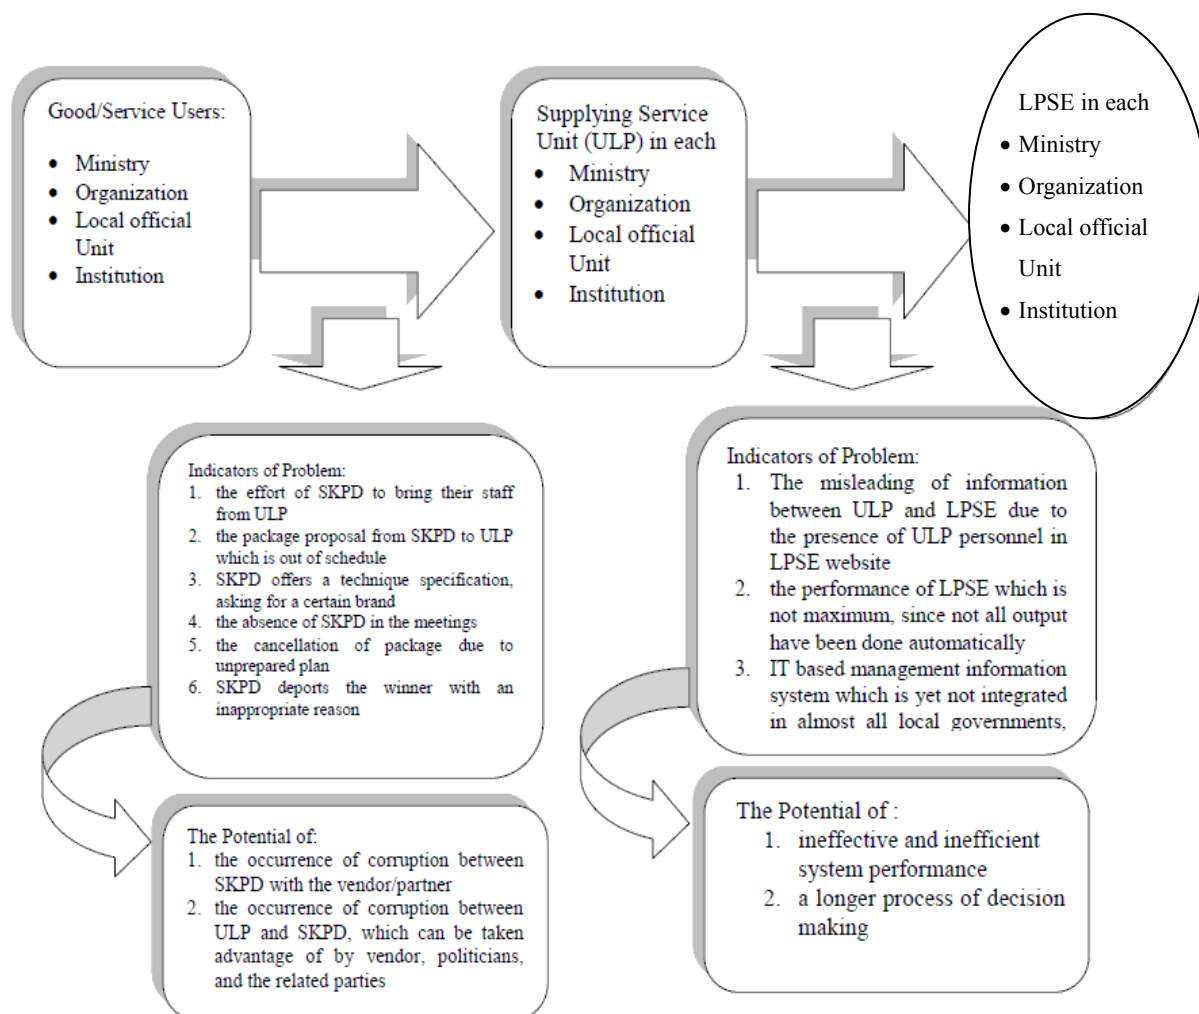 Good/Service Users:
• Ministry
• Organization
• Local official
Unit
• Institution
Supplying Service
Unit (ULP) in each
• Ministry
• Organization
• Local official
Unit
• Institution
LPSE in each
• Ministry
• Organization
• Local official
Unit
• Institution
Indicators of Problem:
1. the effort of SKPD to bring their staff
from ULP
2. the package proposal from SKPD to ULP
which is out of schedule
3. SKPD offers a technique specification,
asking for a certain brand
4. the absence of SKPD in the meetings
5. the cancellation of package due to
unprepared plan
6. SKPD deports the winner with an
inappropriate reason
Indicators of Problem:
1. The misleading of information
between ULP and LPSE due to
the presence of ULP personnel in
LPSE website
2. the performance of LPSE which is
not maximum, since not all output
have been done automatically
3. IT based management information
system which is yet not integrated
in almost all local governments,
The Potential of:
1. the occurrence of corruption between
SKPD with the vendor/partner
2. the occurrence of corruption between
ULP and SKPD, which can be taken
advantage of by vendor, politicians,
and the related parties
The Potential of :
1. ineffective and inefficient
system performance
2. a longer process of decision
making